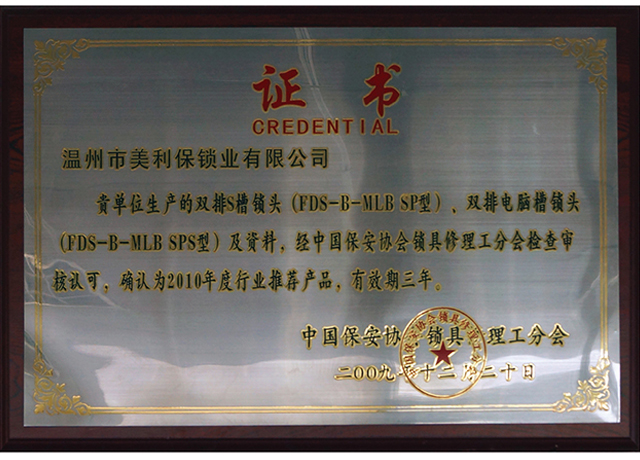 证书
CREDENTIAL
温州市美利保锁业有限公司
贵单位生产的双排S槽锁头(FDS-B-MLB SP型)、双排电脑槽锁头
(FDS-B-MLB SPS型)及资料,经中国保安协会锁具修理工分会检查审
核认可,确认为2010年度行业推荐产品,有效期三年。
中国保安协会锁具修理工分会
二00九年十二月二十日